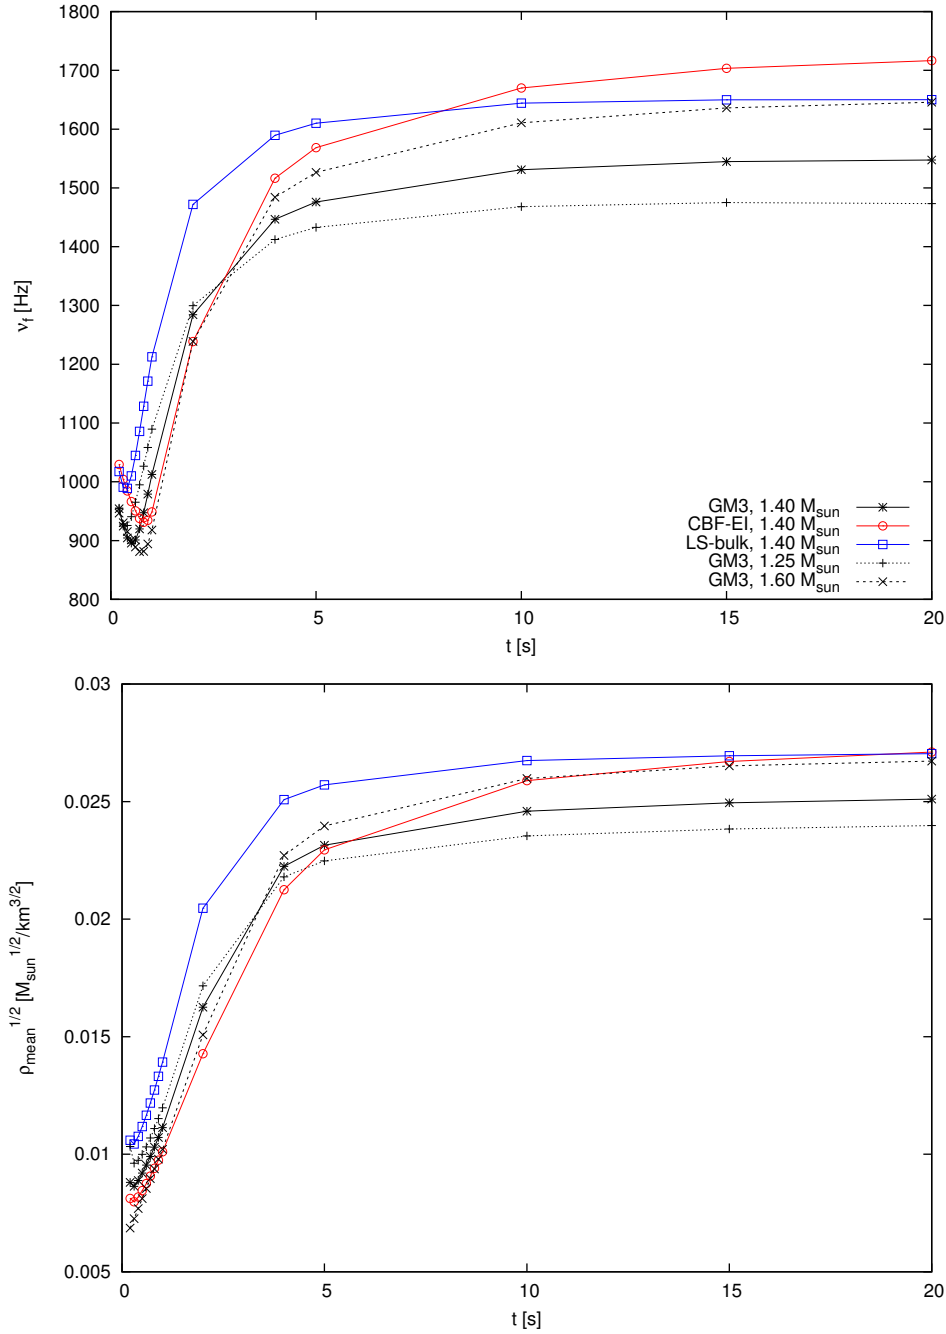 1800
1700
1600
1500
1400
1300
1200
1100
1000
900
800
ν_f [Hz]
GM3, 1.40 M_sun
CBF-EI, 1.40 M_sun
LS-bulk, 1.40 M_sun
GM3, 1.25 M_sun
GM3, 1.60 M_sun
0 5 10 15 20
t [s]
0.03
0.025
0.02
0.015
0.01
0.005
ρ_mean^1/2 [M_sun^1/2/km^3/2]
0 5 10 15 20
t [s]